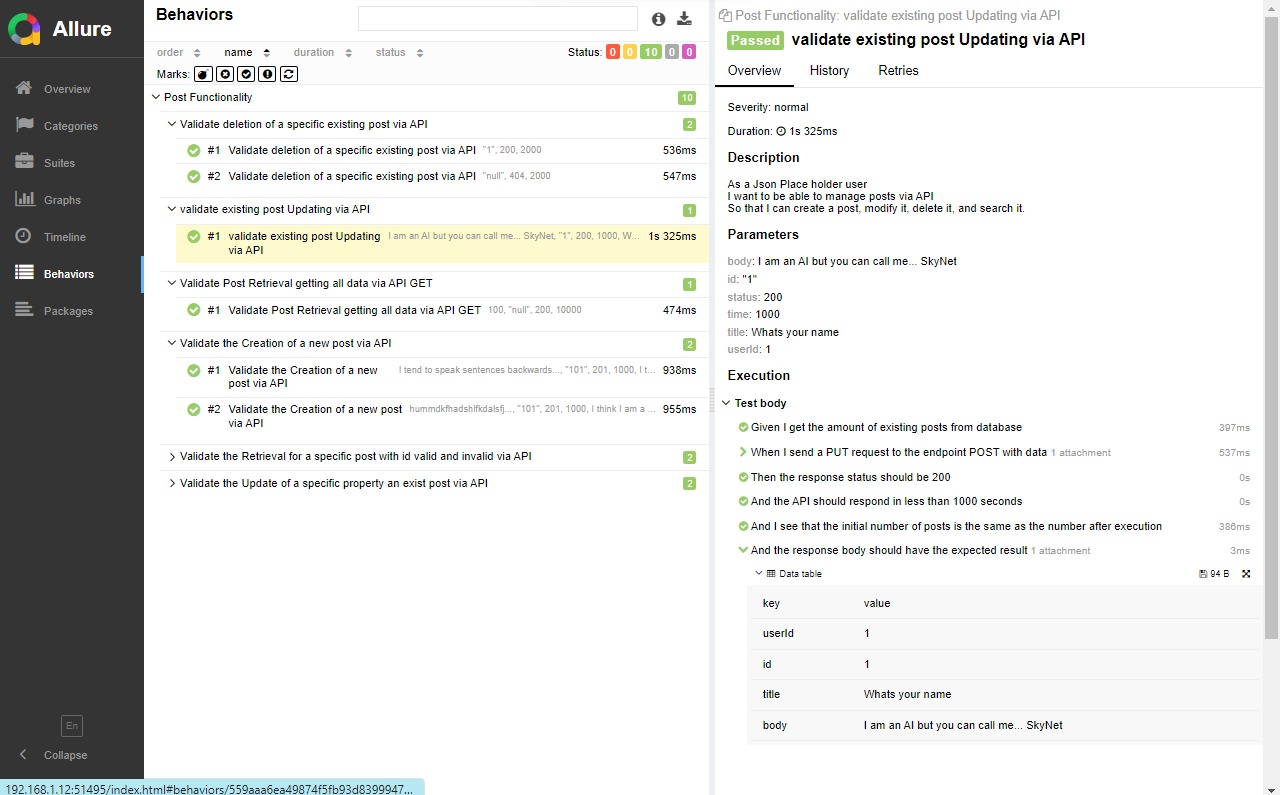 Allure
Overview
Categories
Suites
Graphs
Timeline
Behaviors
Packages
En
Collapse
Behaviors
order name duration status Status: 0 0 10 0 0
Marks:
Post Functionality 10
Validate deletion of a specific existing post via API 2
#1 Validate deletion of a specific existing post via API "1", 200, 2000 536ms
#2 Validate deletion of a specific existing post via API "null", 404, 2000 547ms
validate existing post Updating via API 1
#1 validate existing post Updating I am an AI but you can call me... SkyNet, "1", 200, 1000, W... 1s 325ms
via API
Validate Post Retrieval getting all data via API GET 1
#1 Validate Post Retrieval getting all data via API GET 100, "null", 200, 10000 474ms
Validate the Creation of a new post via API 2
#1 Validate the Creation of a new I tend to speak sentences backwards..., "101", 201, 1000, I t... 938ms
post via API
#2 Validate the Creation of a new post hummdkfhadshlfkdalsfj..., "101", 201, 1000, I think I am a ... 955ms
via API
Validate the Retrieval for a specific post with id valid and invalid via API 2
Validate the Update of a specific property an exist post via API 2
Post Functionality: validate existing post Updating via API
Passed validate existing post Updating via API
Overview History Retries
Severity: normal
Duration: 1s 325ms
Description
As a Json Place holder user
I want to be able to manage posts via API
So that I can create a post, modify it, delete it, and search it.
Parameters
body: I am an AI but you can call me... SkyNet
id: "1"
status: 200
time: 1000
title: Whats your name
userId: 1
Execution
Test body
Given I get the amount of existing posts from database 397ms
When I send a PUT request to the endpoint POST with data 1 attachment 537ms
Then the response status should be 200 0s
And the API should respond in less than 1000 seconds 0s
And I see that the initial number of posts is the same as the number after execution 386ms
And the response body should have the expected result 1 attachment 3ms
Data table 94 B
key value
userId 1
id 1
title Whats your name
body I am an AI but you can call me... SkyNet
192.168.1.12:51495/index.html#behaviors/559aaa6ea49874f5fb93d8399947...